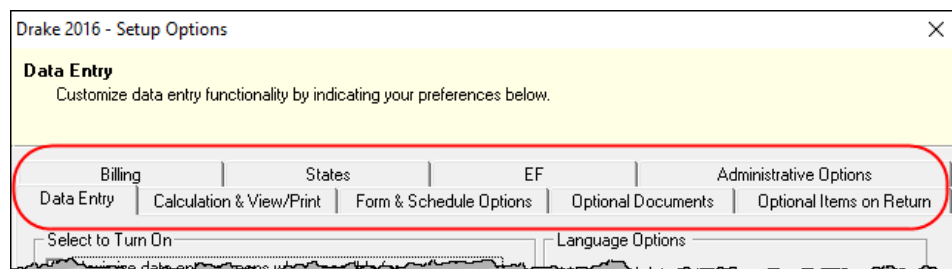 Drake 2016 - Setup Options
Data Entry
Customize data entry functionality by indicating your preferences below.
Billing States EF Administrative Options
Data Entry Calculation & View/Print Form & Schedule Options Optional Documents Optional Items on Return
Select to Turn On Language Options